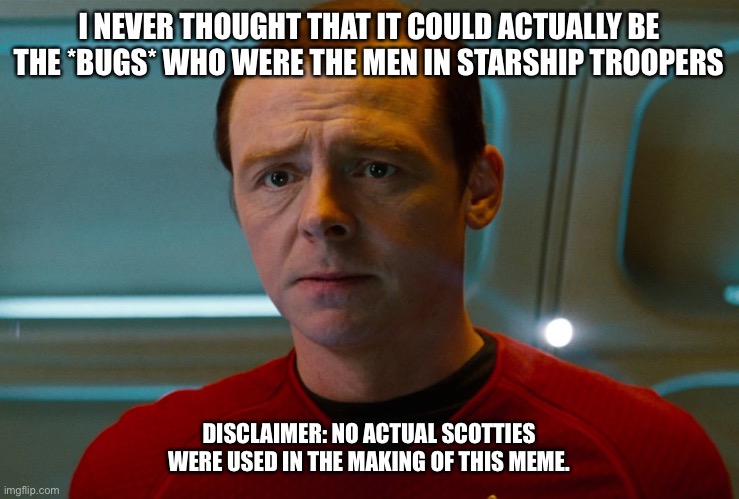 I NEVER THOUGHT THAT IT COULD ACTUALLY BE
THE *BUGS* WHO WERE THE MEN IN STARSHIP TROOPERS
DISCLAIMER: NO ACTUAL SCOTTIES
WERE USED IN THE MAKING OF THIS MEME.
imgflip.com